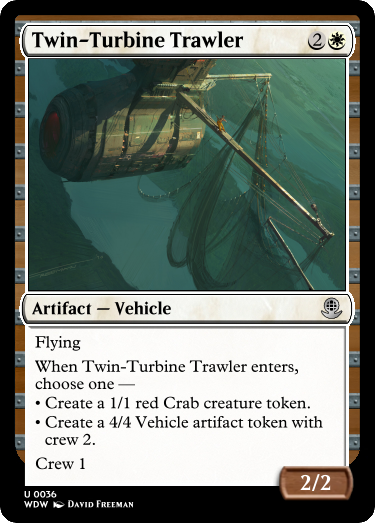 Twin-Turbine Trawler 2
Artifact — Vehicle
Flying
When Twin-Turbine Trawler enters,
choose one —
• Create a 1/1 red Crab creature token.
• Create a 4/4 Vehicle artifact token with
crew 2.
Crew 1
2/2
U 0036
WDW DAVID FREEMAN